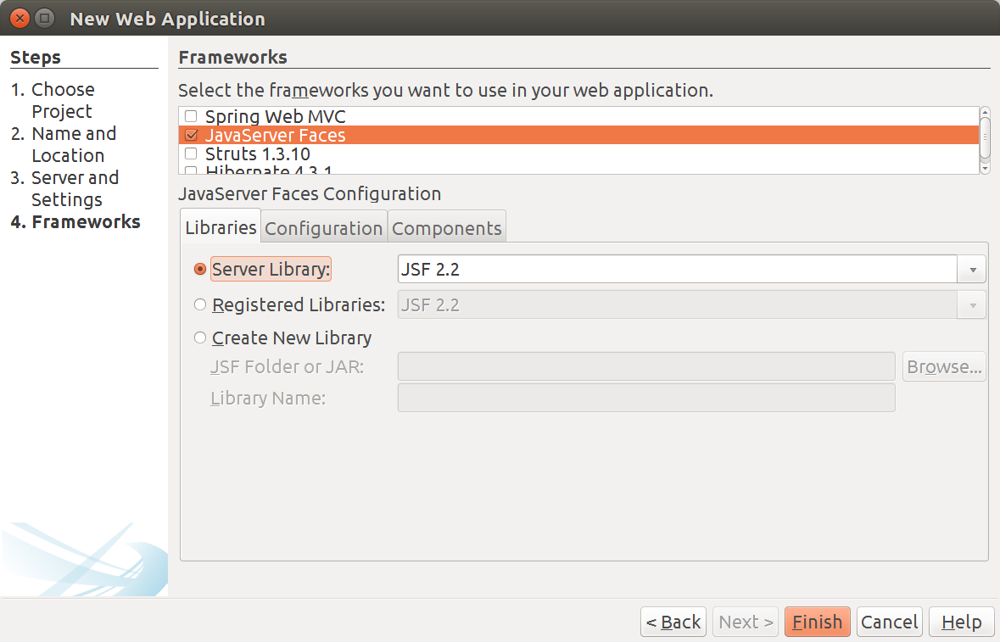 New Web Application
Steps
1. Choose
Project
2. Name and
Location
3. Server and
Settings
4. Frameworks
Frameworks
Select the frameworks you want to use in your web application.
Spring Web MVC
JavaServer Faces
Struts 1.3.10
Hibernate 4.3.1
JavaServer Faces Configuration
Libraries Configuration Components
Server Library: JSF 2.2
Registered Libraries: JSF 2.2
Create New Library
JSF Folder or JAR: Browse...
Library Name:
< Back Next > Finish Cancel Help